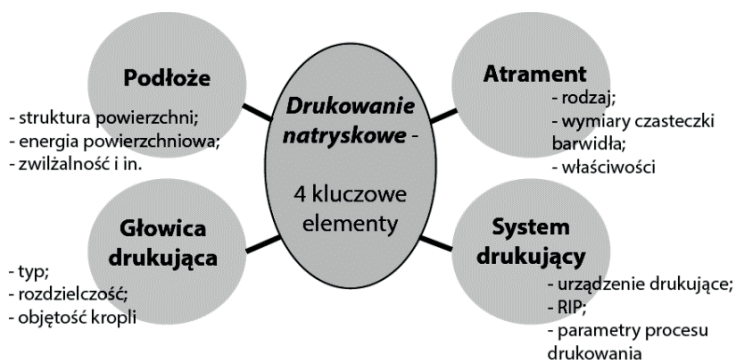 Podłoże
- struktura powierzchni;
- energia powierzchniowa;
- zwilżalność i in.
Drukowanie
natryskowe -
4 kluczowe
elementy
Atrament
- rodzaj;
- wymiary czasteczki
barwidła;
- właściwości
Głowica
drukująca
- typ;
- rozdzielczość;
- objętość kropli
System
drukujący
- urządzenie drukujące;
- RIP;
- parametry procesu
drukowania